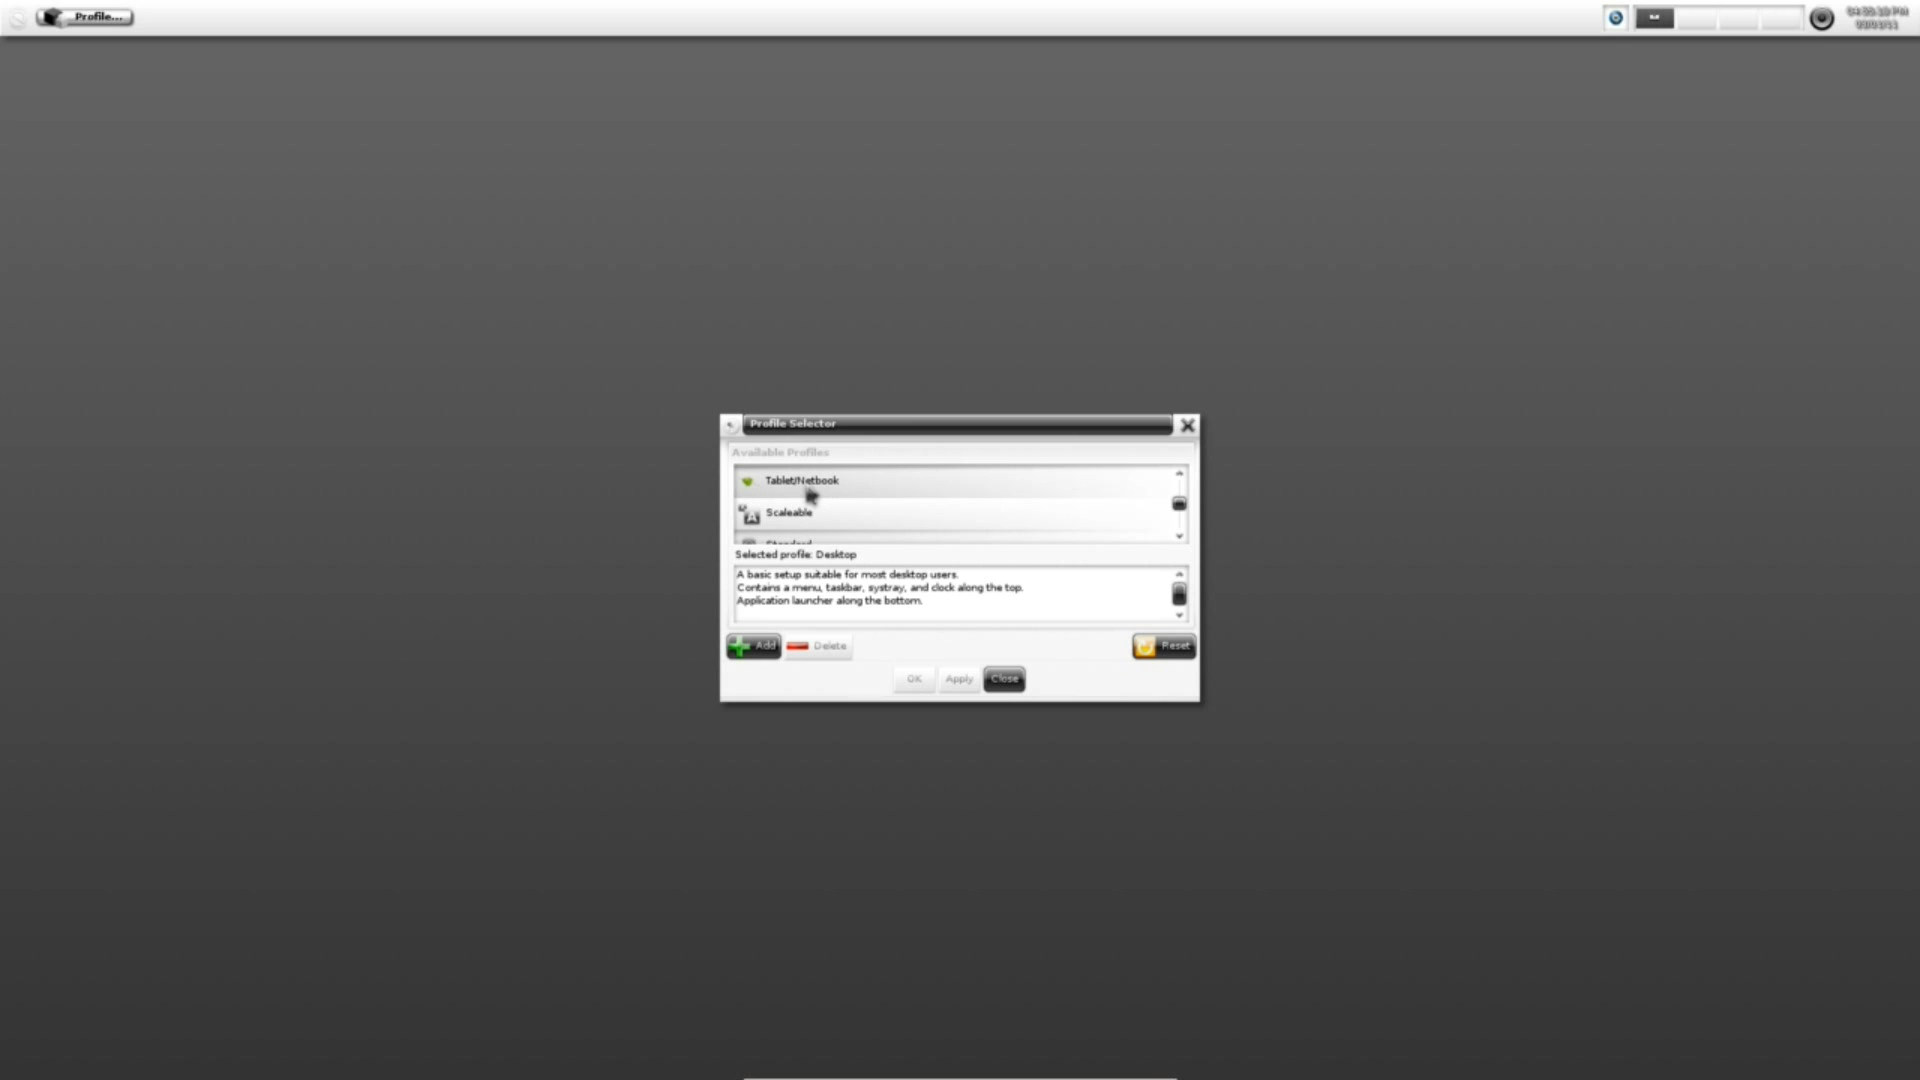 Profile...
Profile Selector
Available Profiles
Tablet/Netbook
Scaleable
Standard
Selected profile: Desktop
A basic setup suitable for most desktop users.
Contains a menu, taskbar, systray, and clock along the top.
Application launcher along the bottom.
Add
Delete
Reset
OK
Apply
Close